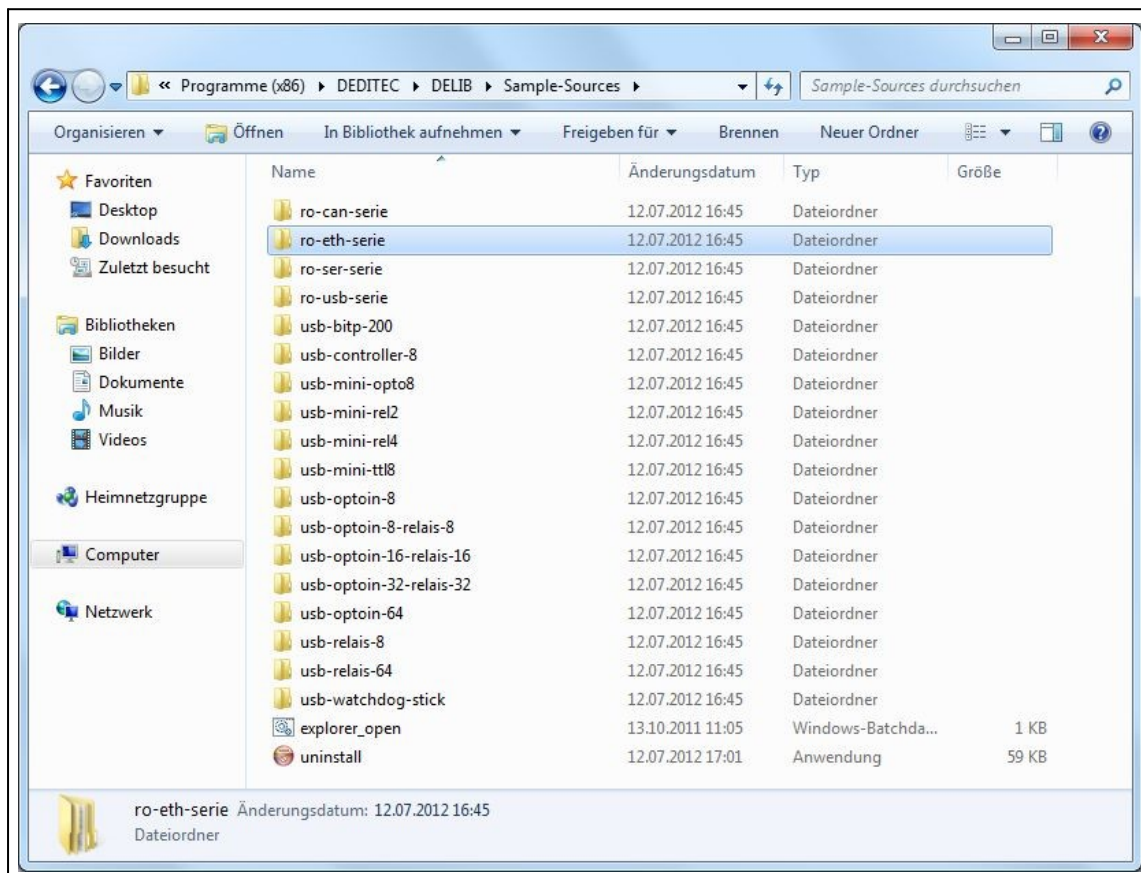 « Programme (x86) ▸ DEDITEC ▸ DELIB ▸ Sample-Sources ▸ Sample-Sources durchsuchen
Organisieren Öffnen In Bibliothek aufnehmen Freigeben für Brennen Neuer Ordner
Favoriten
Desktop
Downloads
Zuletzt besucht
Bibliotheken
Bilder
Dokumente
Musik
Videos
Heimnetzgruppe
Computer
Netzwerk
Name Änderungsdatum Typ Größe
ro-can-serie 12.07.2012 16:45 Dateiordner
ro-eth-serie 12.07.2012 16:45 Dateiordner
ro-ser-serie 12.07.2012 16:45 Dateiordner
ro-usb-serie 12.07.2012 16:45 Dateiordner
usb-bitp-200 12.07.2012 16:45 Dateiordner
usb-controller-8 12.07.2012 16:45 Dateiordner
usb-mini-opto8 12.07.2012 16:45 Dateiordner
usb-mini-rel2 12.07.2012 16:45 Dateiordner
usb-mini-rel4 12.07.2012 16:45 Dateiordner
usb-mini-ttl8 12.07.2012 16:45 Dateiordner
usb-optoin-8 12.07.2012 16:45 Dateiordner
usb-optoin-8-relais-8 12.07.2012 16:45 Dateiordner
usb-optoin-16-relais-16 12.07.2012 16:45 Dateiordner
usb-optoin-32-relais-32 12.07.2012 16:45 Dateiordner
usb-optoin-64 12.07.2012 16:45 Dateiordner
usb-relais-8 12.07.2012 16:45 Dateiordner
usb-relais-64 12.07.2012 16:45 Dateiordner
usb-watchdog-stick 12.07.2012 16:45 Dateiordner
explorer_open 13.10.2011 11:05 Windows-Batchda... 1 KB
uninstall 12.07.2012 17:01 Anwendung 59 KB
ro-eth-serie Änderungsdatum: 12.07.2012 16:45
Dateiordner